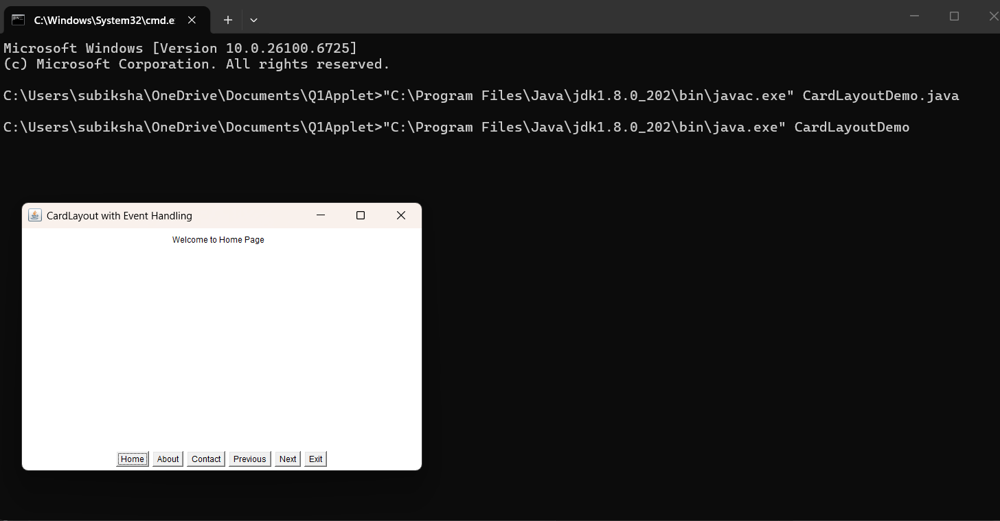 C:\Windows\System32\cmd.e
Microsoft Windows [Version 10.0.26100.6725]
(c) Microsoft Corporation. All rights reserved.
C:\Users\subiksha\OneDrive\Documents\Q1Applet>"C:\Program Files\Java\jdk1.8.0_202\bin\javac.exe" CardLayoutDemo.java
C:\Users\subiksha\OneDrive\Documents\Q1Applet>"C:\Program Files\Java\jdk1.8.0_202\bin\java.exe" CardLayoutDemo
CardLayout with Event Handling
Welcome to Home Page
Home About Contact Previous Next Exit